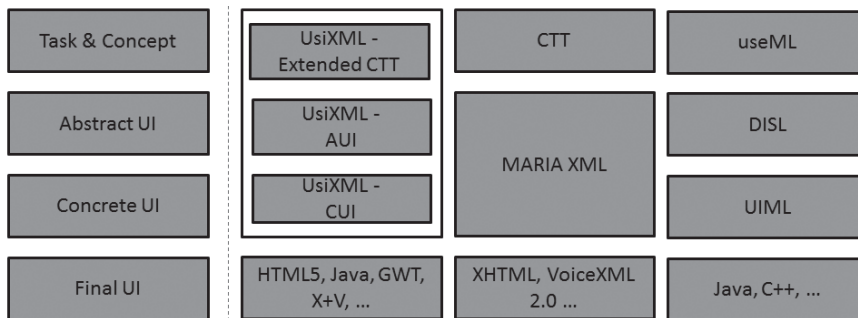 Task & Concept
UsiXML -
Extended CTT
CTT
useML
Abstract UI
UsiXML -
AUI
MARIA XML
DISL
Concrete UI
UsiXML -
CUI
UIML
Final UI
HTML5, Java, GWT,
X+V, ...
XHTML, VoiceXML
2.0 ...
Java, C++, ...